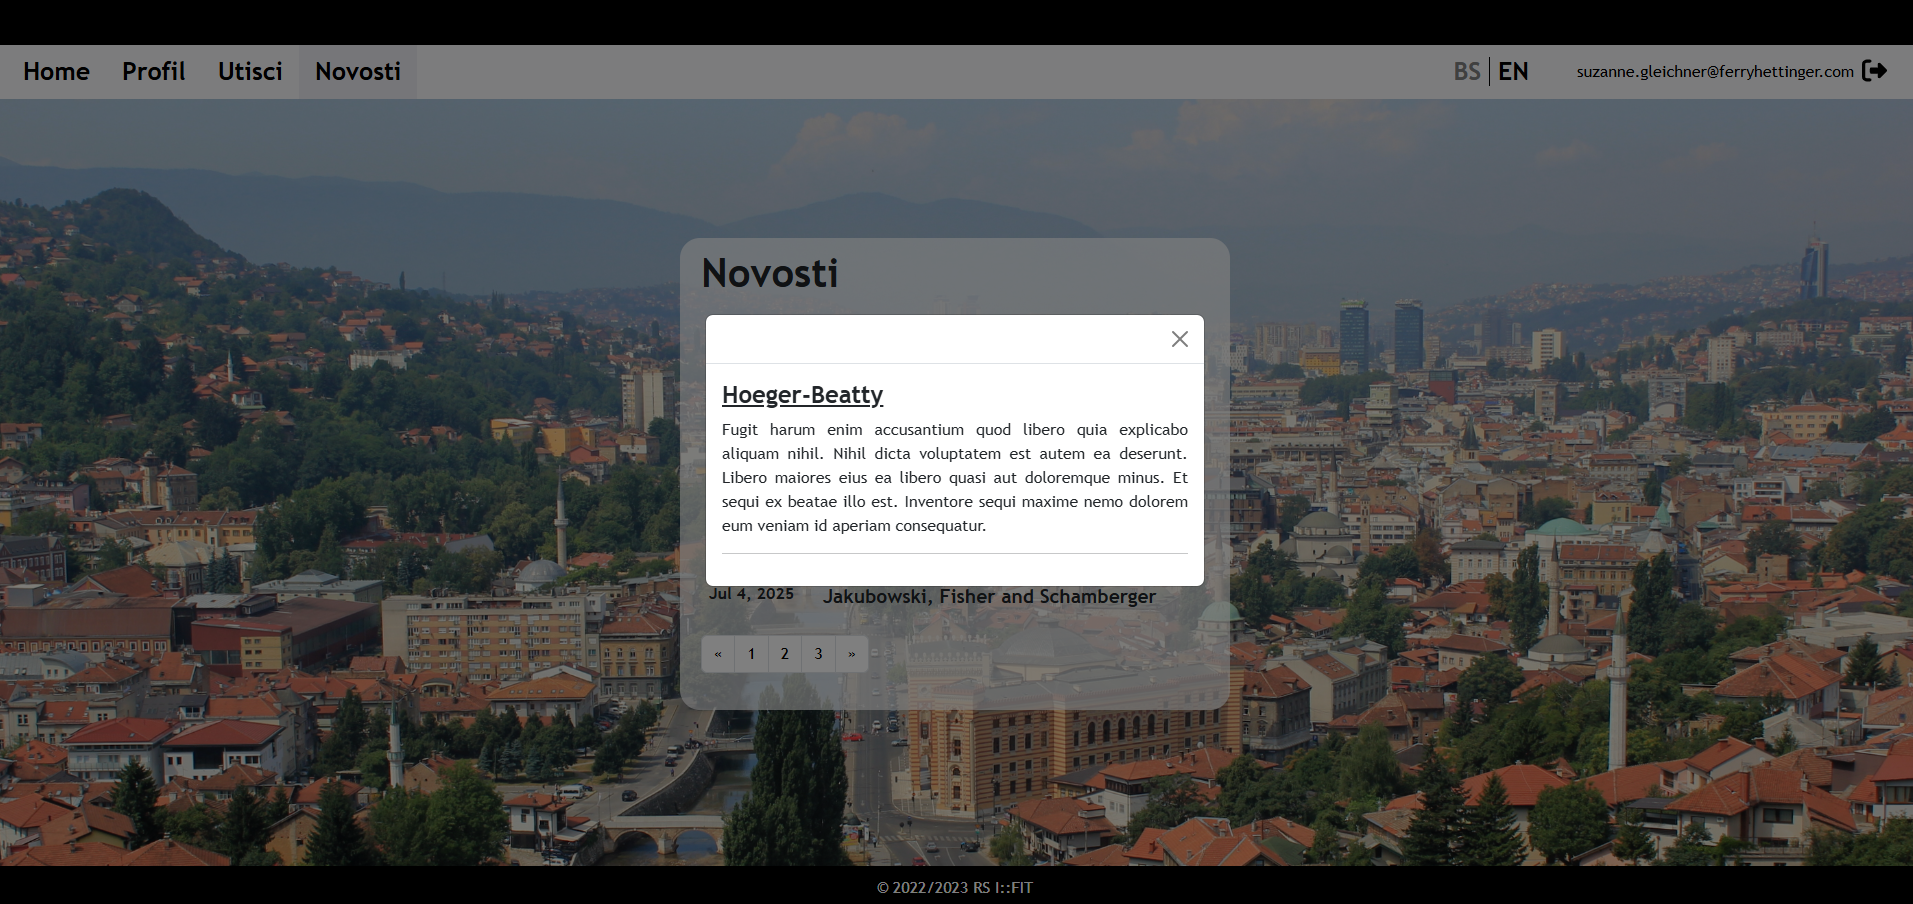 Home Profil Utisci Novosti BS EN suzanne.gleichner@ferryhettinger.com
Novosti
Hoeger-Beatty
Fugit harum enim accusantium quod libero quia explicabo
aliquam nihil. Nihil dicta voluptatem est autem ea deserunt.
Libero maiores eius ea libero quasi aut doloremque minus. Et
sequi ex beatae illo est. Inventore sequi maxime nemo dolorem
eum veniam id aperiam consequatur.
Jul 4, 2025 Jakubowski, Fisher and Schamberger
« 1 2 3 »
© 2022/2023 RS I::FIT